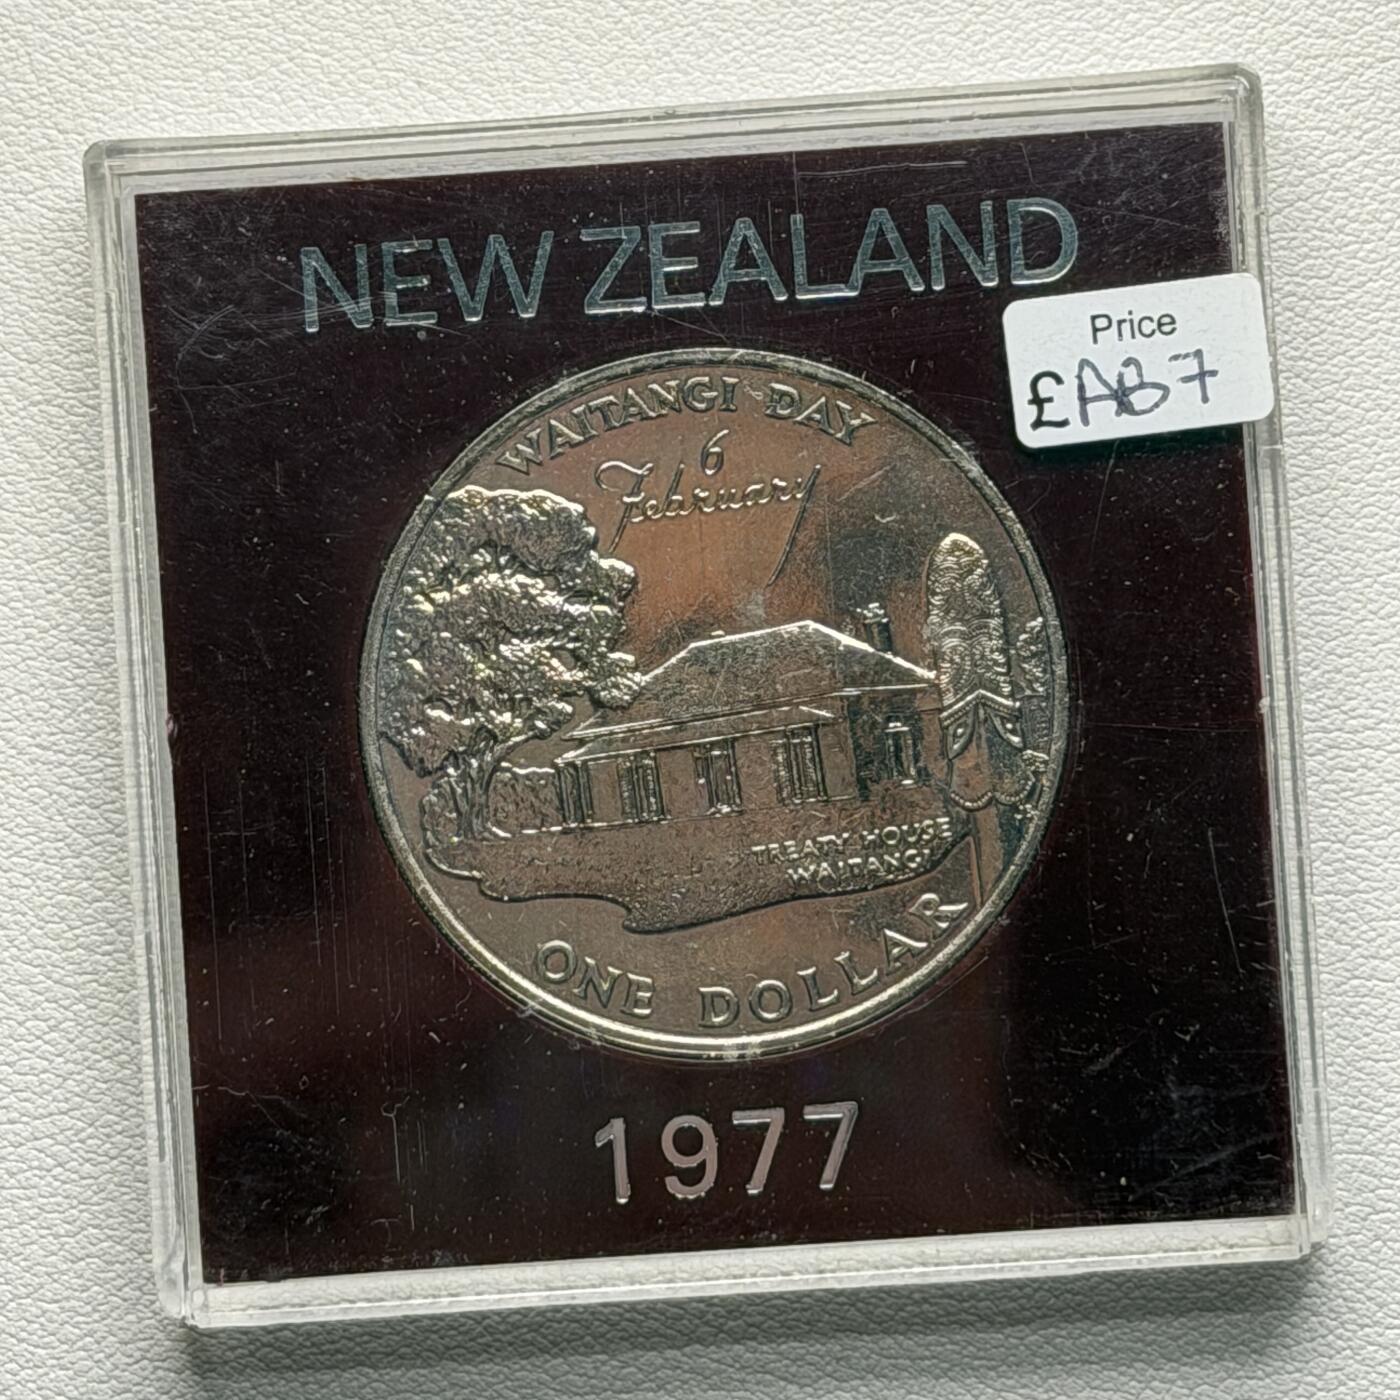 NEW ZEALAND
Price
£AB7
WAITANGI DAY
6
February
TREATY HOUSE
WAITANGI
ONE DOLLAR
1977